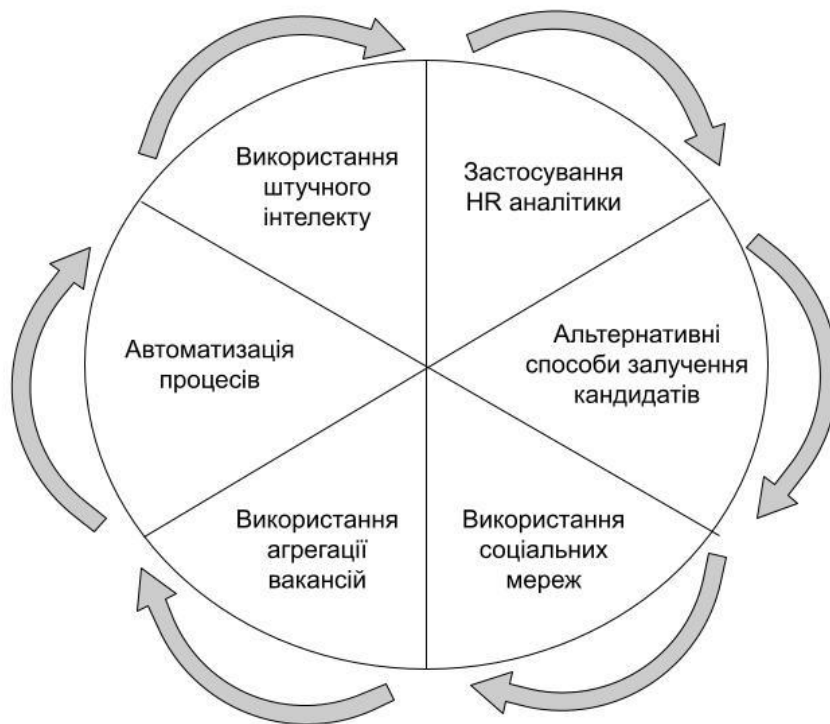 Використання
штучного
інтелекту
Застосування
HR аналітики
Альтернативні
способи залучення
кандидатів
Використання
соціальних
мереж
Використання
агрегації
вакансій
Автоматизація
процесів